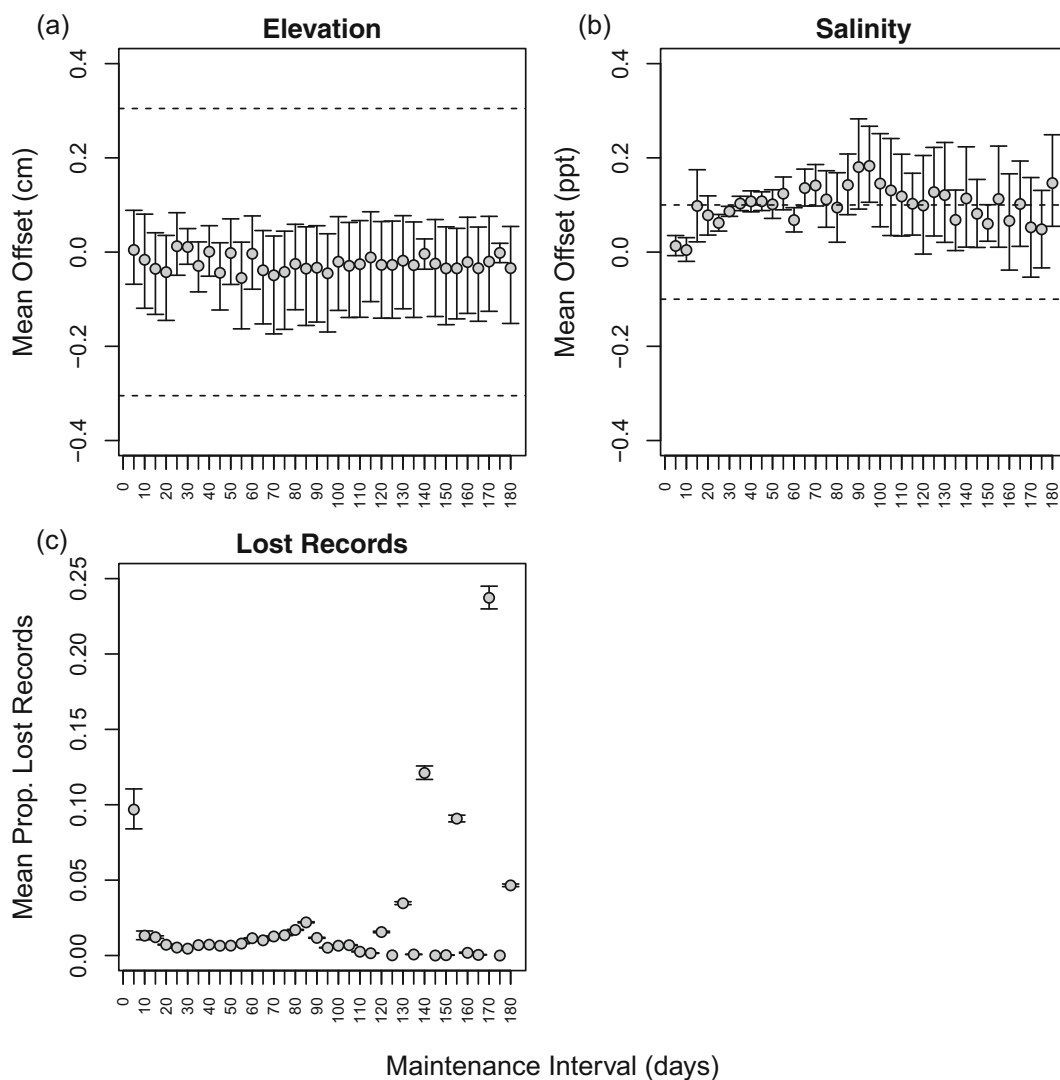 (a)
Elevation
Mean Offset (cm)
0.4
0.2
0.0
−0.2
−0.4
0 10 20 30 40 50 60 70 80 90 100 110 120 130 140 150 160 170 180
(b)
Salinity
Mean Offset (ppt)
0.4
0.2
0.0
−0.2
−0.4
0 10 20 30 40 50 60 70 80 90 100 110 120 130 140 150 160 170 180
(c)
Lost Records
Mean Prop. Lost Records
0.25
0.20
0.15
0.10
0.05
0.00
0 10 20 30 40 50 60 70 80 90 100 110 120 130 140 150 160 170 180
Maintenance Interval (days)